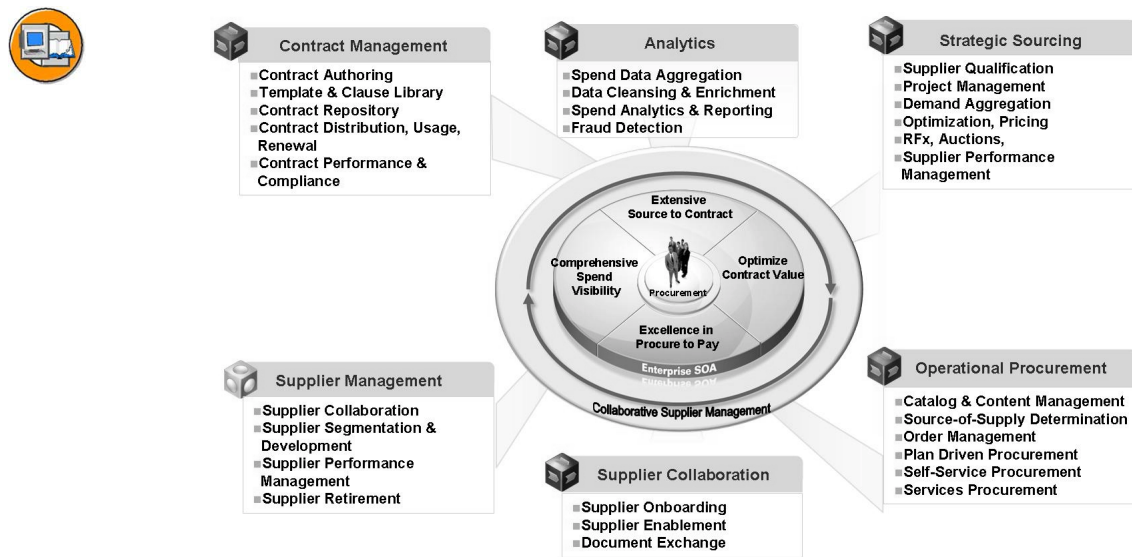 Contract Management
Contract Authoring
Template & Clause Library
Contract Repository
Contract Distribution, Usage,
Renewal
Contract Performance &
Compliance
Analytics
Spend Data Aggregation
Data Cleansing & Enrichment
Spend Analytics & Reporting
Fraud Detection
Strategic Sourcing
Supplier Qualification
Project Management
Demand Aggregation
Optimization, Pricing
RFx, Auctions,
Supplier Performance
Management
Extensive
Source to Contract
Comprehensive
Spend
Visibility
Optimize
Contract Value
Procurement
Excellence in
Procure to Pay
Enterprise SOA
Collaborative Supplier Management
Supplier Management
Supplier Collaboration
Supplier Segmentation &
Development
Supplier Performance
Management
Supplier Retirement
Supplier Collaboration
Supplier Onboarding
Supplier Enablement
Document Exchange
Operational Procurement
Catalog & Content Management
Source-of-Supply Determination
Order Management
Plan Driven Procurement
Self-Service Procurement
Services Procurement